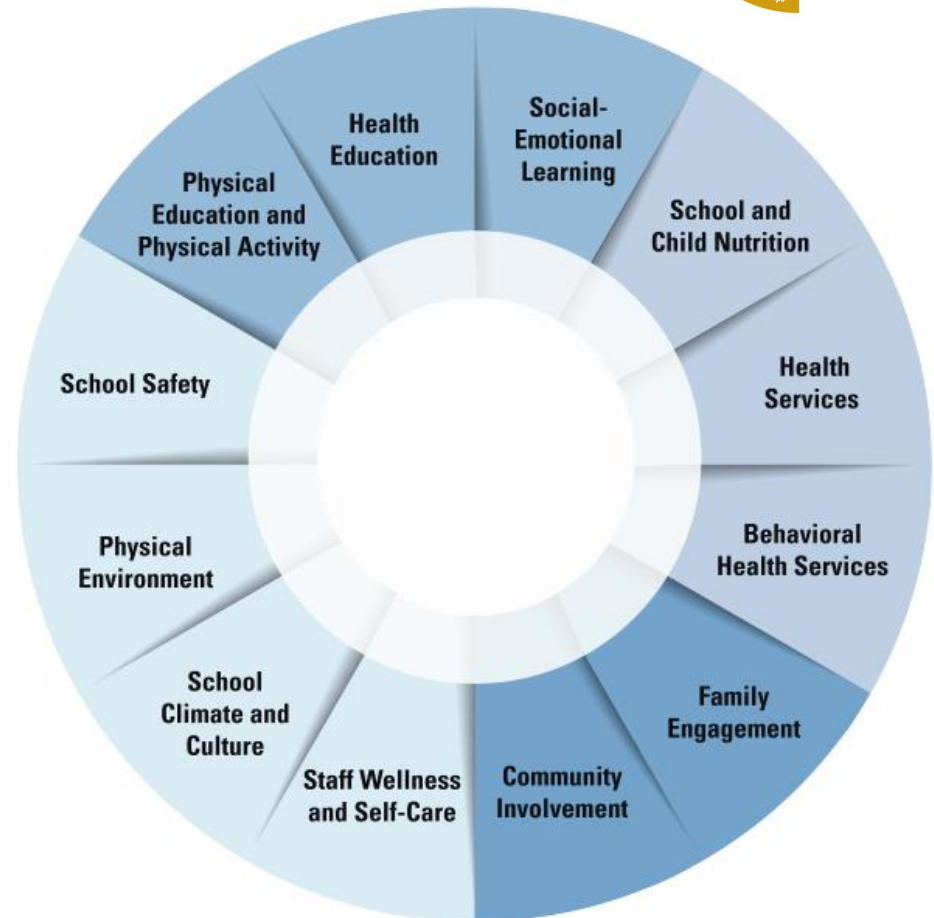 Social-
Emotional
Learning
School and
Child Nutrition
Health
Services
Behavioral
Health Services
Family
Engagement
Community
Involvement
Staff Wellness
and Self-Care
School
Climate and
Culture
Physical
Environment
School Safety
Physical
Education and
Physical Activity
Health
Education